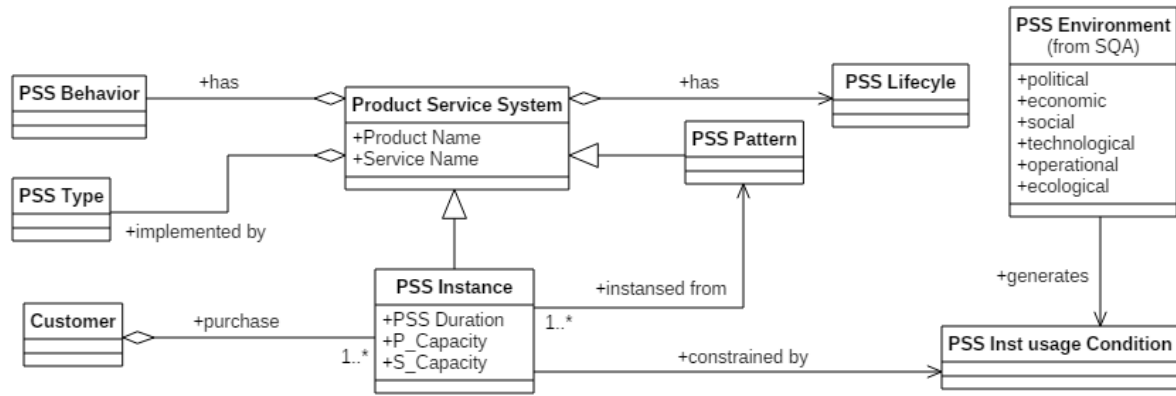 PSS Environment
(from SQA)
+political
+economic
+social
+technological
+operational
+ecological
PSS Behavior
+has
Product Service System
+Product Name
+Service Name
+has
PSS Lifecyle
PSS Pattern
PSS Type
+implemented by
+generates
PSS Instance
+PSS Duration
+P_Capacity
+S_Capacity
+instansed from
1..*
Customer
+purchase
1..*
+constrained by
PSS Inst usage Condition